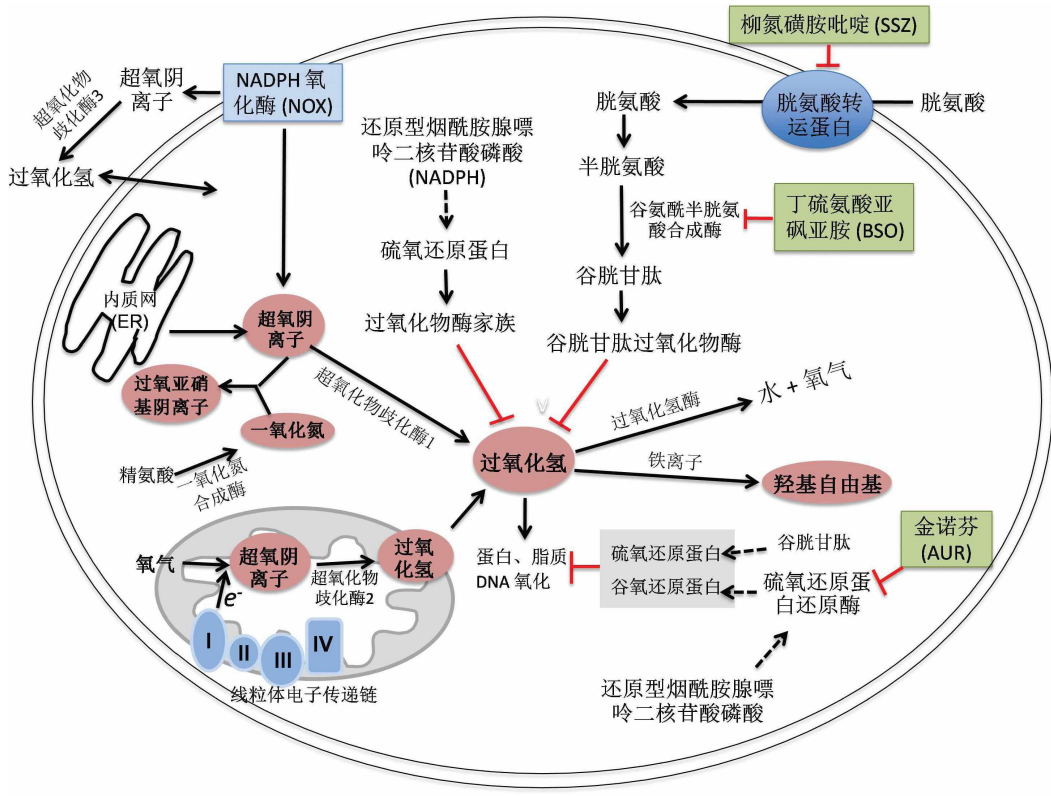 柳氮磺胺吡啶 (SSZ)
超氧阴
离子
NADPH 氧
化酶 (NOX)
超氧化物
歧化酶3
过氧化氢
胱氨酸
胱氨酸转
运蛋白
胱氨酸
还原型烟酰胺腺嘌
呤二核苷酸磷酸
(NADPH)
半胱氨酸
谷氨酰半胱氨
酸合成酶
丁硫氨酸亚
砜亚胺 (BSO)
硫氧还原蛋白
谷胱甘肽
内质网
(ER)
超氧阴
离子
过氧化物酶家族
谷胱甘肽过氧化物酶
过氧亚硝
基阴离子
超氧化物歧化酶1
一氧化氮
v
过氧化氢酶
水 + 氧气
精氨酸
一氧化氮
合成酶
过氧化氢
铁离子
羟基自由基
氧气
超氧阴
离子
超氧化物
歧化酶2
过氧
化氢
蛋白、脂质
DNA 氧化
硫氧还原蛋白
谷氧还原蛋白
谷胱甘肽
硫氧还原蛋
白还原酶
金诺芬
(AUR)
e-
I
II
III
IV
线粒体电子传递链
还原型烟酰胺腺嘌
呤二核苷酸磷酸